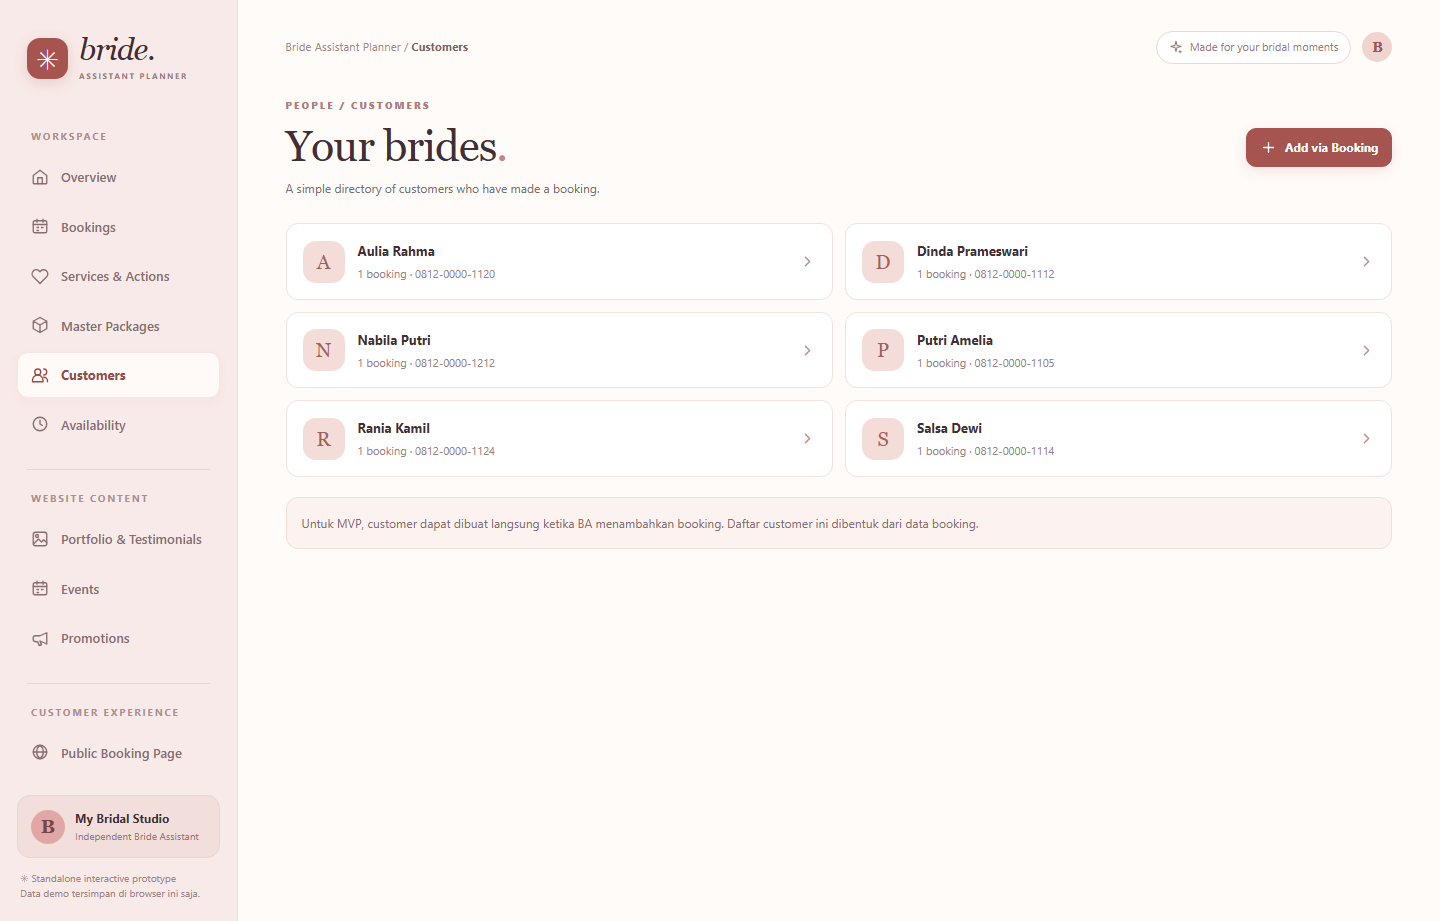 bride.
ASSISTANT PLANNER
WORKSPACE
Overview
Bookings
Services & Actions
Master Packages
Customers
Availability
WEBSITE CONTENT
Portfolio & Testimonials
Events
Promotions
CUSTOMER EXPERIENCE
Public Booking Page
B
My Bridal Studio
Independent Bride Assistant
✳ Standalone interactive prototype
Data demo tersimpan di browser ini saja.
Bride Assistant Planner / Customers
Made for your bridal moments
B
PEOPLE / CUSTOMERS
Your brides.
A simple directory of customers who have made a booking.
+ Add via Booking
A
Aulia Rahma
1 booking · 0812-0000-1120
D
Dinda Prameswari
1 booking · 0812-0000-1112
N
Nabila Putri
1 booking · 0812-0000-1212
P
Putri Amelia
1 booking · 0812-0000-1105
R
Rania Kamil
1 booking · 0812-0000-1124
S
Salsa Dewi
1 booking · 0812-0000-1114
Untuk MVP, customer dapat dibuat langsung ketika BA menambahkan booking. Daftar customer ini dibentuk dari data booking.